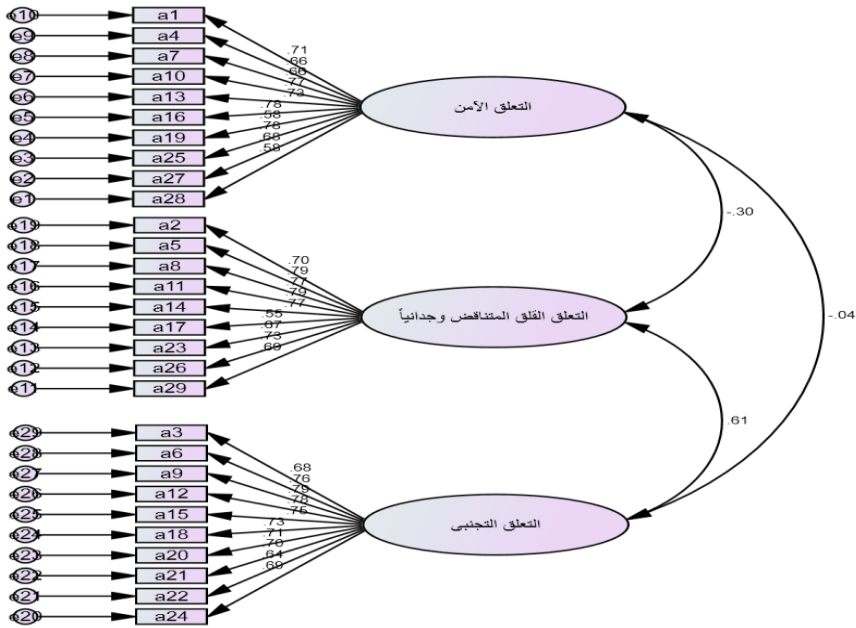 e10 a1
e9 a4
e8 a7
e7 a10
e6 a13
e5 a16
e4 a19
e3 a25
e2 a27
e1 a28
.71
.66
.66
.77
.73
.78
.58
.78
.68
.58
التعلق الآمن
-.30
e19 a2
e18 a5
e17 a8
e16 a11
e15 a14
e14 a17
e13 a23
e12 a26
e11 a29
.70
.79
.77
.79
.77
.55
.67
.73
.69
التعلق القلق المتناقض وجدانياً
-.04
.61
e29 a3
e28 a6
e27 a9
e26 a12
e25 a15
e24 a18
e23 a20
e22 a21
e21 a22
e20 a24
.68
.76
.79
.78
.75
.73
.71
.70
.61
.69
التعلق التجنبى